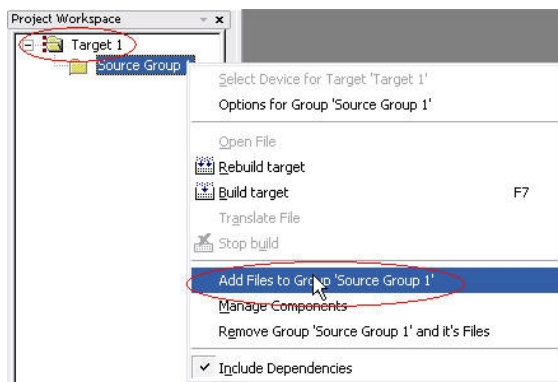 Project Workspace
Target 1
Source Group
Select Device for Target 'Target 1'
Options for Group 'Source Group 1'
Open File
Rebuild target
Build target F7
Translate File
Stop build
Add Files to Group 'Source Group 1'
Manage Components
Remove Group 'Source Group 1' and it's Files
Include Dependencies